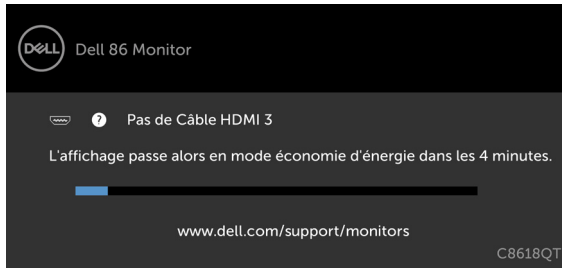 DELL Dell 86 Monitor
? Pas de Câble HDMI 3
L'affichage passe alors en mode économie d'énergie dans les 4 minutes.
www.dell.com/support/monitors
C8618QT